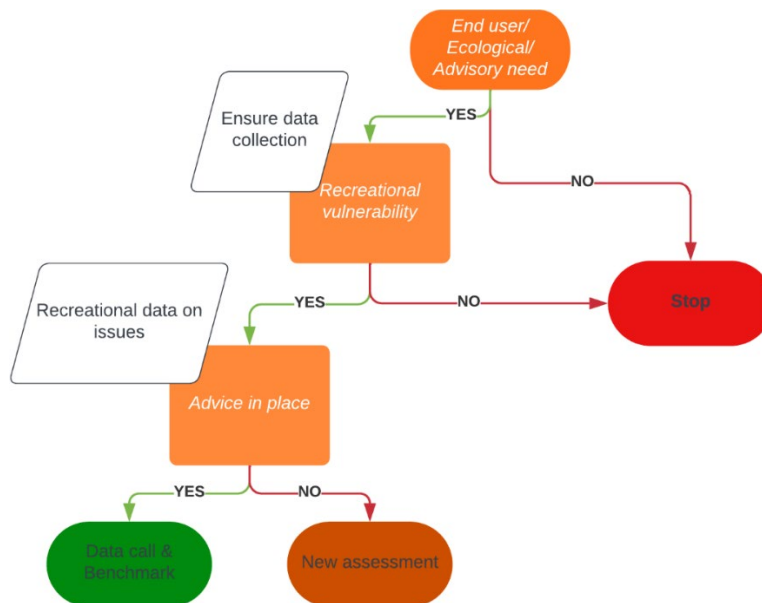 End user/
Ecological/
Advisory need
YES
Ensure data
collection
NO
Recreational
vulnerability
Stop
YES
NO
Recreational data on
issues
Advice in place
YES
NO
Data call &
Benchmark
New assessment